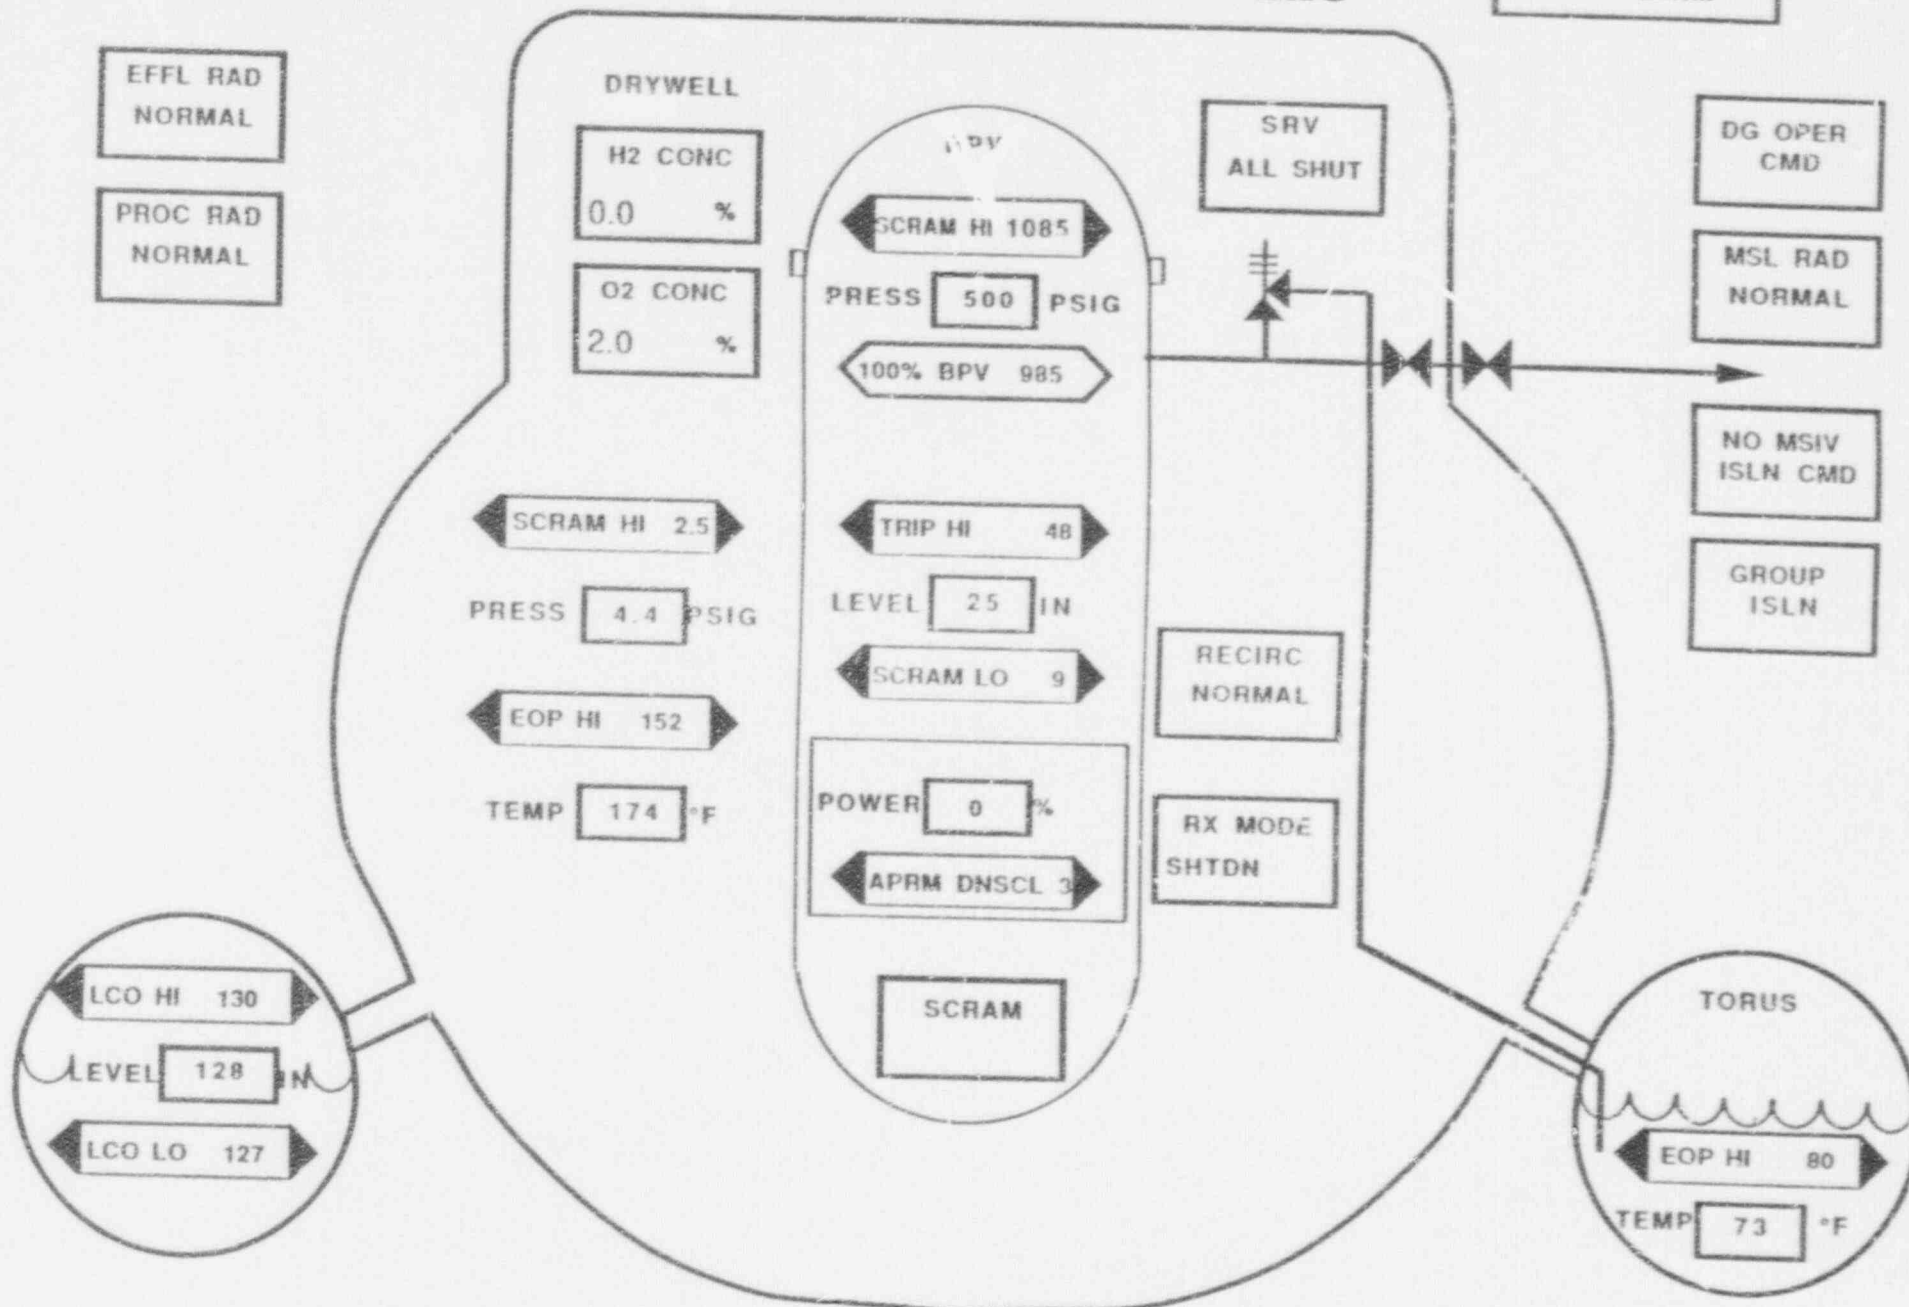 EFFL RAD
NORMAL
PROC RAD
NORMAL
DRYWELL
H2 CONC
0.0 %
O2 CONC
2.0 %
SCRAM HI 1085
PRESS 500 PSIG
100% BPV 985
SRV
ALL SHUT
DG OPER
CMD
MSL RAD
NORMAL
NO MSIV
ISLN CMD
GROUP
ISLN
SCRAM HI 2.5
PRESS 4.4 PSIG
EOP HI 152
TEMP 174 °F
TRIP HI 48
LEVEL 25 IN
SCRAM LO 9
POWER 0 %
APRM DNSCL 3
SCRAM
RECIRC
NORMAL
RX MODE
SHTDN
LCO HI 130
LEVEL 128 IN
LCO LO 127
TORUS
EOP HI 80
TEMP 73 °F